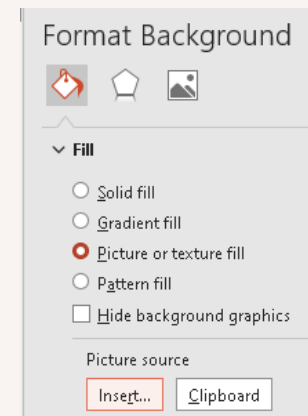 Format Background
Fill
Solid fill
Gradient fill
Picture or texture fill
Pattern fill
Hide background graphics
Picture source
Insert...
Clipboard